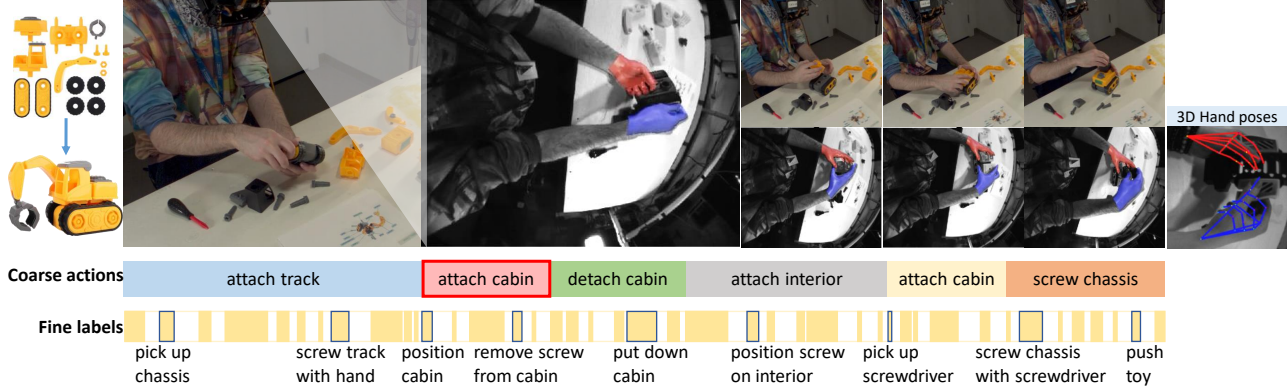 3D Hand poses
Coarse actions
attach track
attach cabin
detach cabin
attach interior
attach cabin
screw chassis
Fine labels
pick up
chassis
screw track
with hand
position
cabin
remove screw
from cabin
put down
cabin
position screw
on interior
pick up
screwdriver
screw chassis
with screwdriver
push
toy